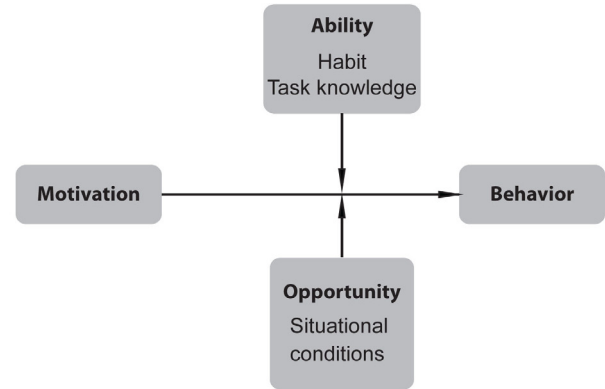 Ability
Habit
Task knowledge
Motivation
Behavior
Opportunity
Situational
conditions